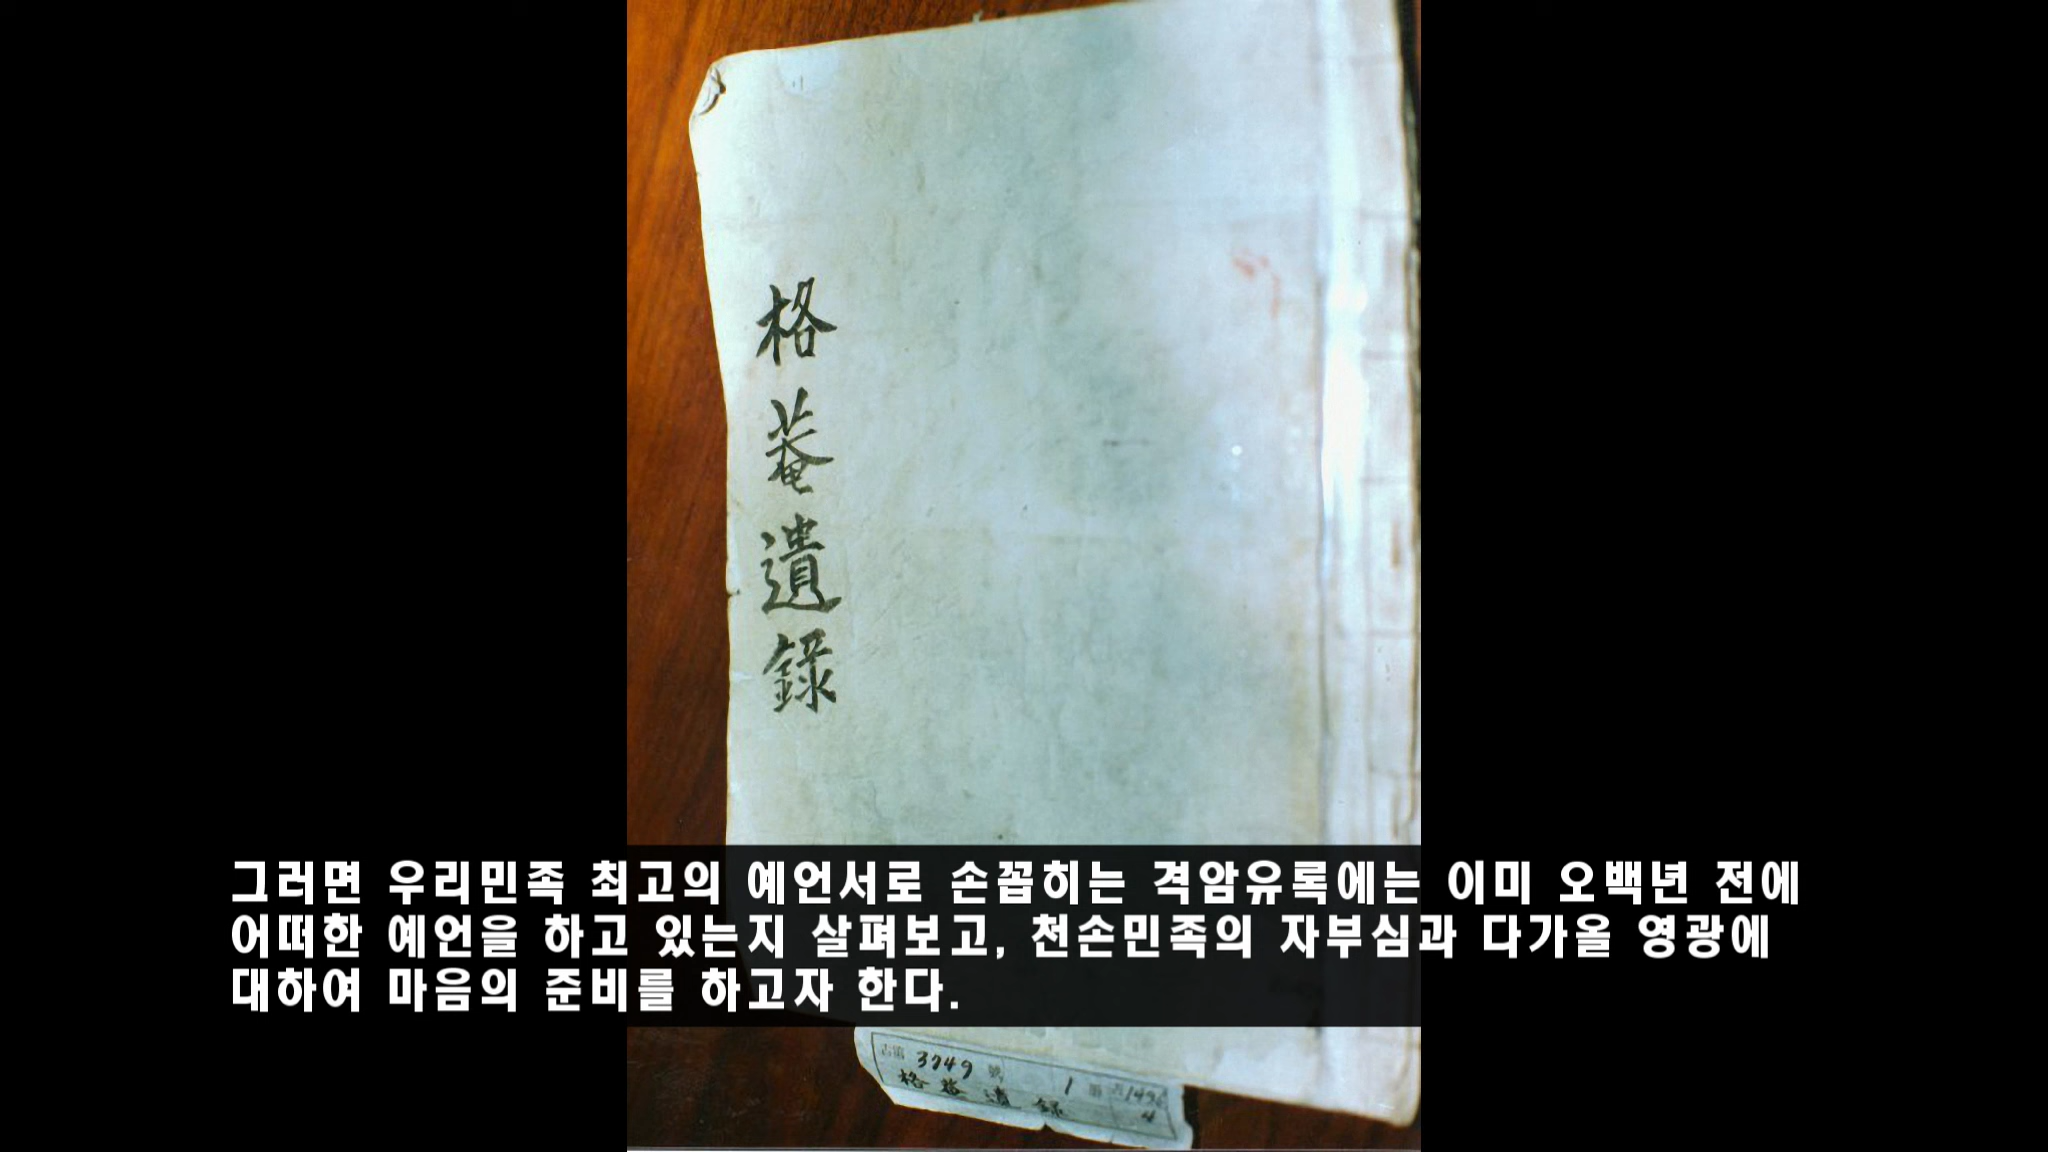 格菴遺錄
그러면 우리민족 최고의 예언서로 손꼽히는 격암유록에는 이미 오백년 전에
어떠한 예언을 하고 있는지 살펴보고, 천손민족의 자부심과 다가올 영광에
대하여 마음의 준비를 하고자 한다.
3749 號 1
格菴遺錄